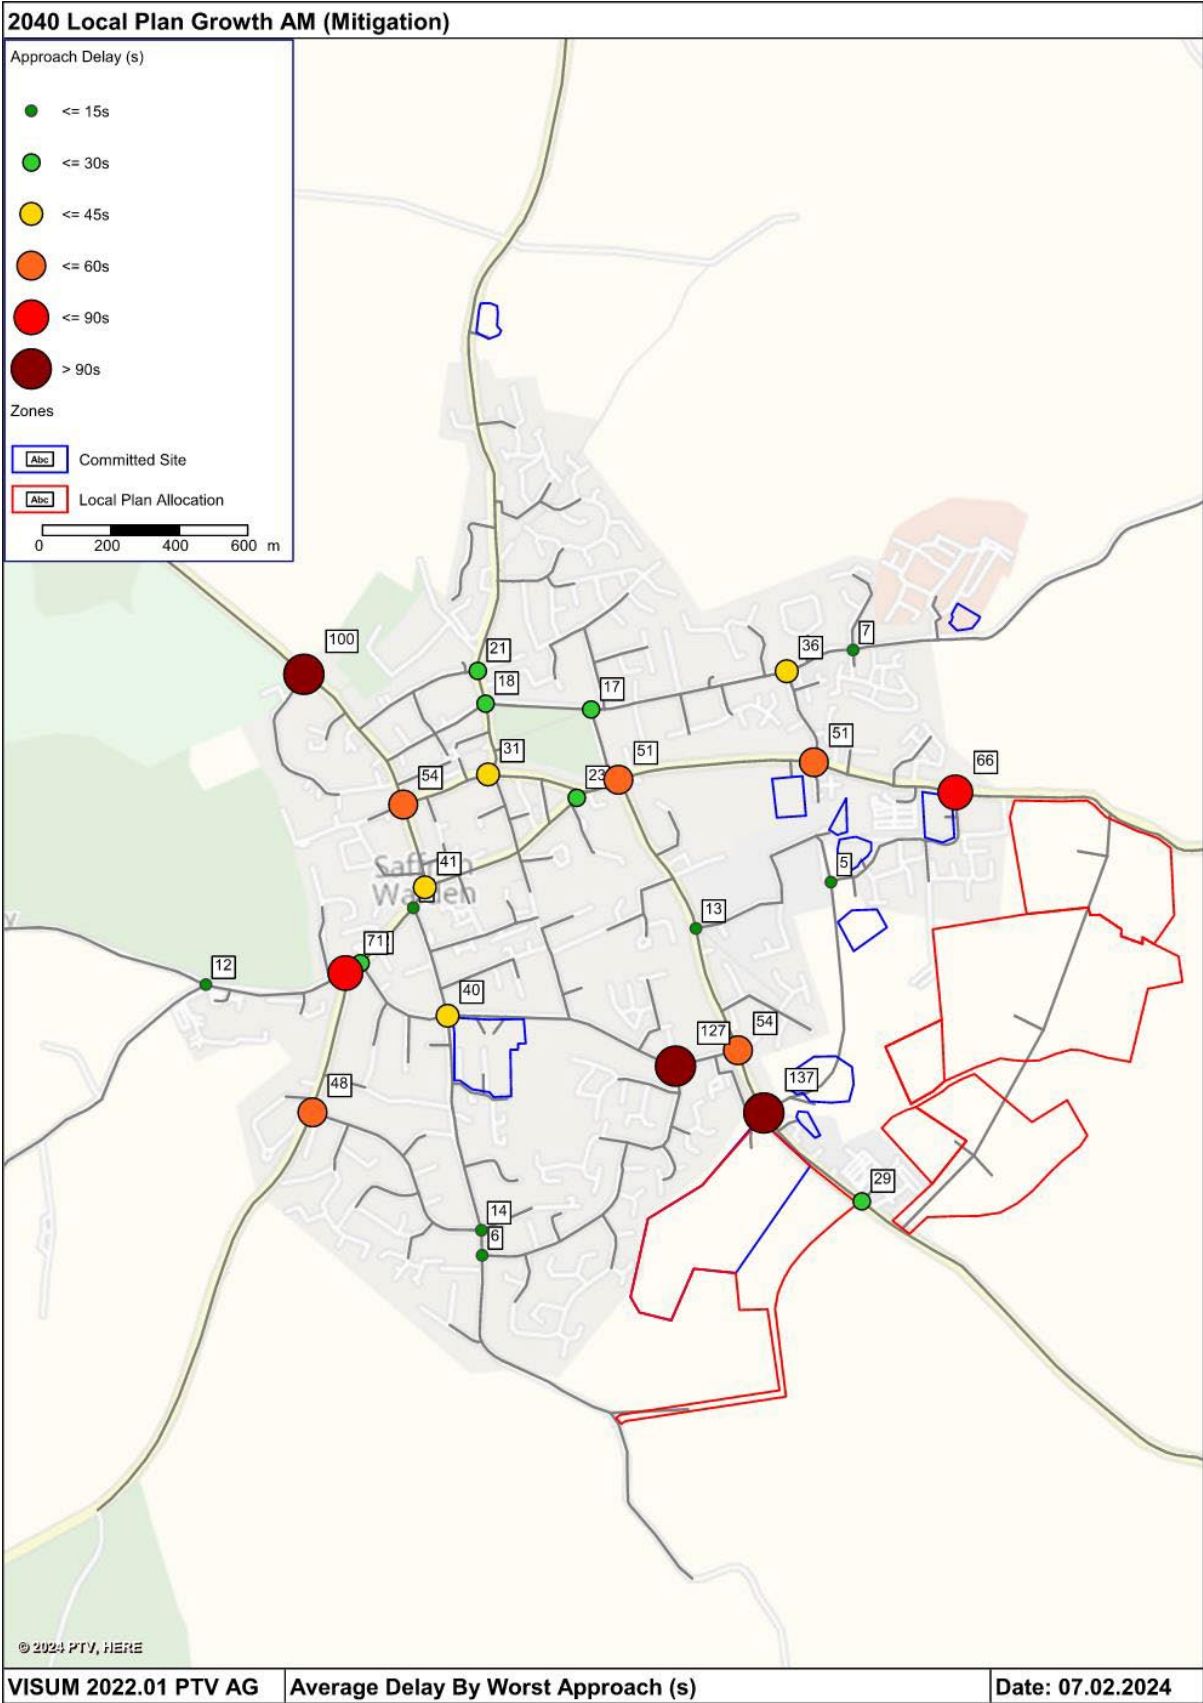 2040 Local Plan Growth AM (Mitigation)
Approach Delay (s)
<= 15s
<= 30s
<= 45s
<= 60s
<= 90s
> 90s
Zones
Abc Committed Site
Abc Local Plan Allocation
0 200 400 600 m
100
21
18
17
36
7
31
51
51
54
23
66
41
Saffron
Walden
5
13
71
12
40
127
54
137
48
29
14
6
© 2024 PTV, HERE
VISUM 2022.01 PTV AG Average Delay By Worst Approach (s) Date: 07.02.2024